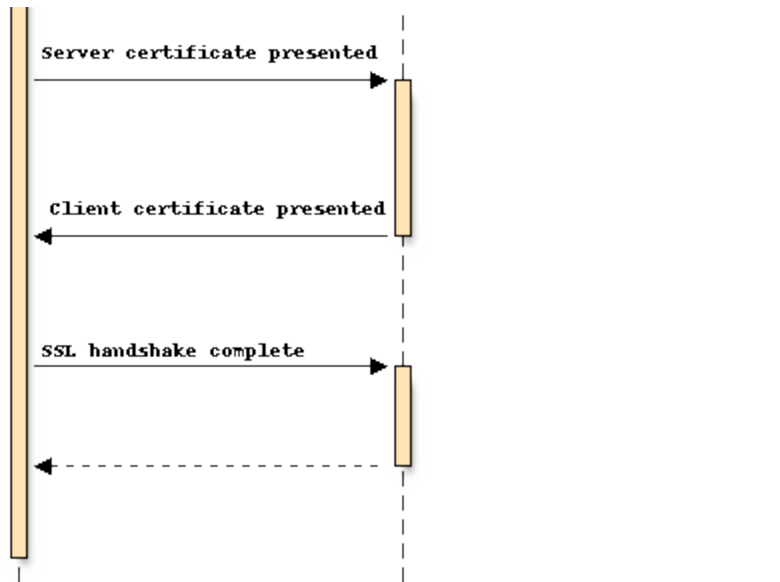 Server certificate presented
Client certificate presented
SSL handshake complete